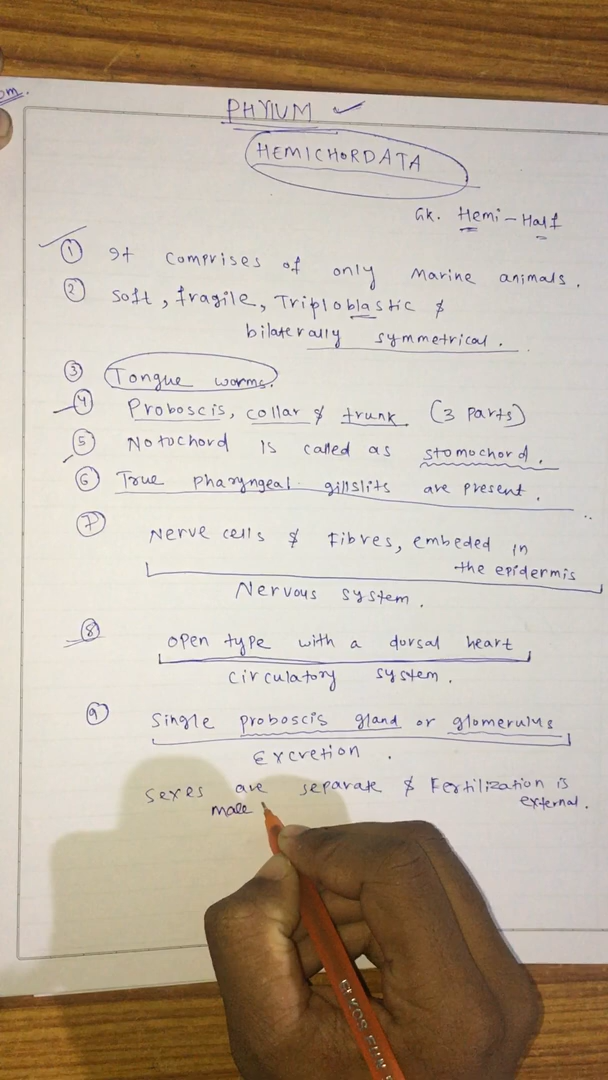 om.
PHYlUM ✓
HEMICHORDATA
Gk. Hemi - Half
① It comprises of only Marine animals.
② Soft, fragile, Triploblastic &
bilaterally symmetrical.
③ Tongue worms.
④ Proboscis, collar & trunk. (3 Parts)
⑤ Notochord is called as stomochord.
⑥ True pharyngeal gillslits are present.
⑦ Nerve cells & Fibres, embeded in
the epidermis
Nervous system.
⑧ open type with a dorsal heart
circulatory system.
⑨ Single proboscis gland or glomerulus
Excretion.
Sexes are separate & Fertilization is
male external.